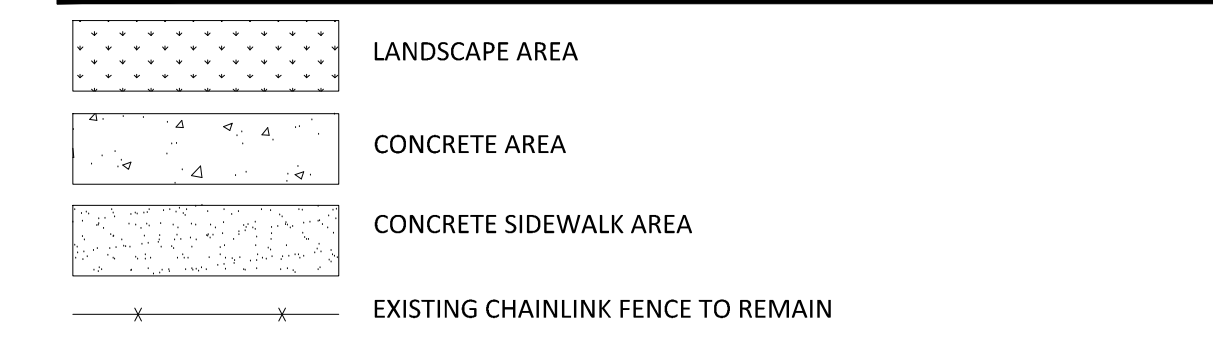 LANDSCAPE AREA
CONCRETE AREA
CONCRETE SIDEWALK AREA
EXISTING CHAINLINK FENCE TO REMAIN